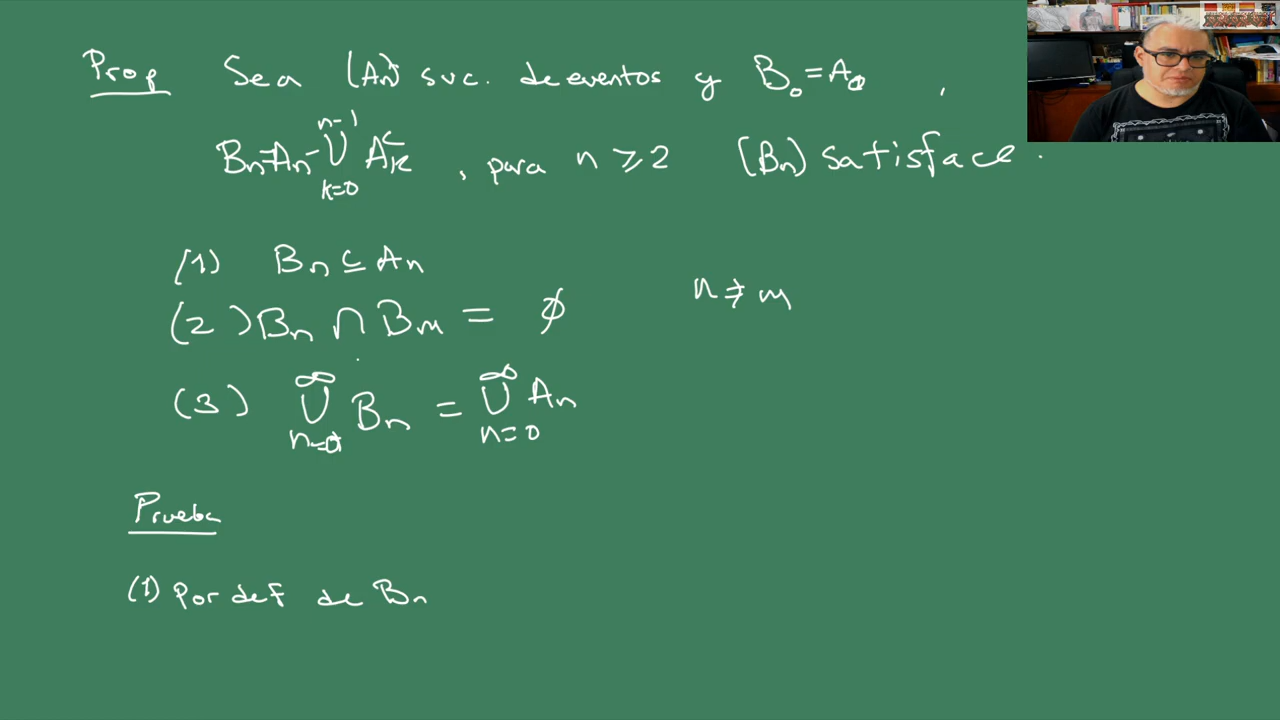 Prop Sea (An) suc. de eventos y B₀ = A₀ ,
Bn = An - ⋃_{k=0}^{n-1} A_k^c , para n ≥ 2 (Bn) satisface.
(1) Bn ⊆ An
(2) Bn ∩ Bm = ∅ n ≠ m
(3) ⋃_{n=0}^{∞} Bn = ⋃_{n=0}^{∞} An
Prueba
(1) Por def de Bn